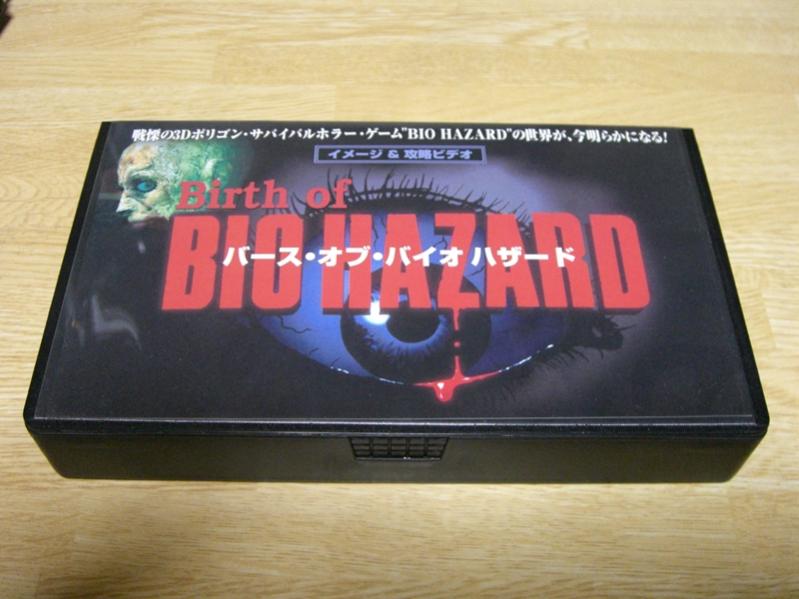 戦慄の3Dポリゴン・サバイバルホラー・ゲーム"BIO HAZARD"の世界が、今明らかになる!
イメージ & 攻略ビデオ
Birth of
BIO HAZARD
バース・オブ・バイオ ハザード